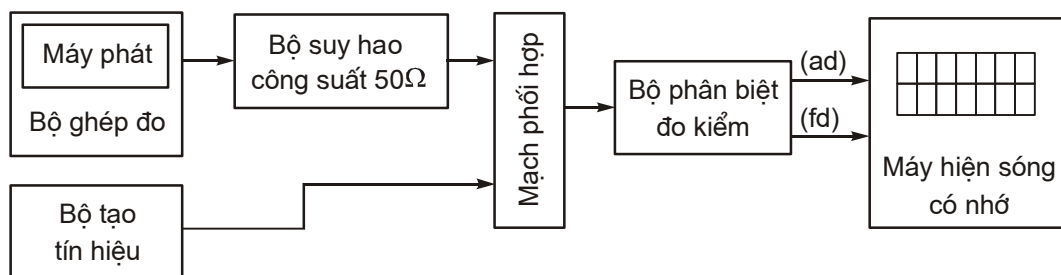 Máy phát
Bộ ghép đo
Bộ suy hao
công suất 50Ω
Bộ tạo
tín hiệu
Mạch phối hợp
Bộ phân biệt
đo kiểm
(ad)
(fd)
Máy hiện sóng
có nhớ